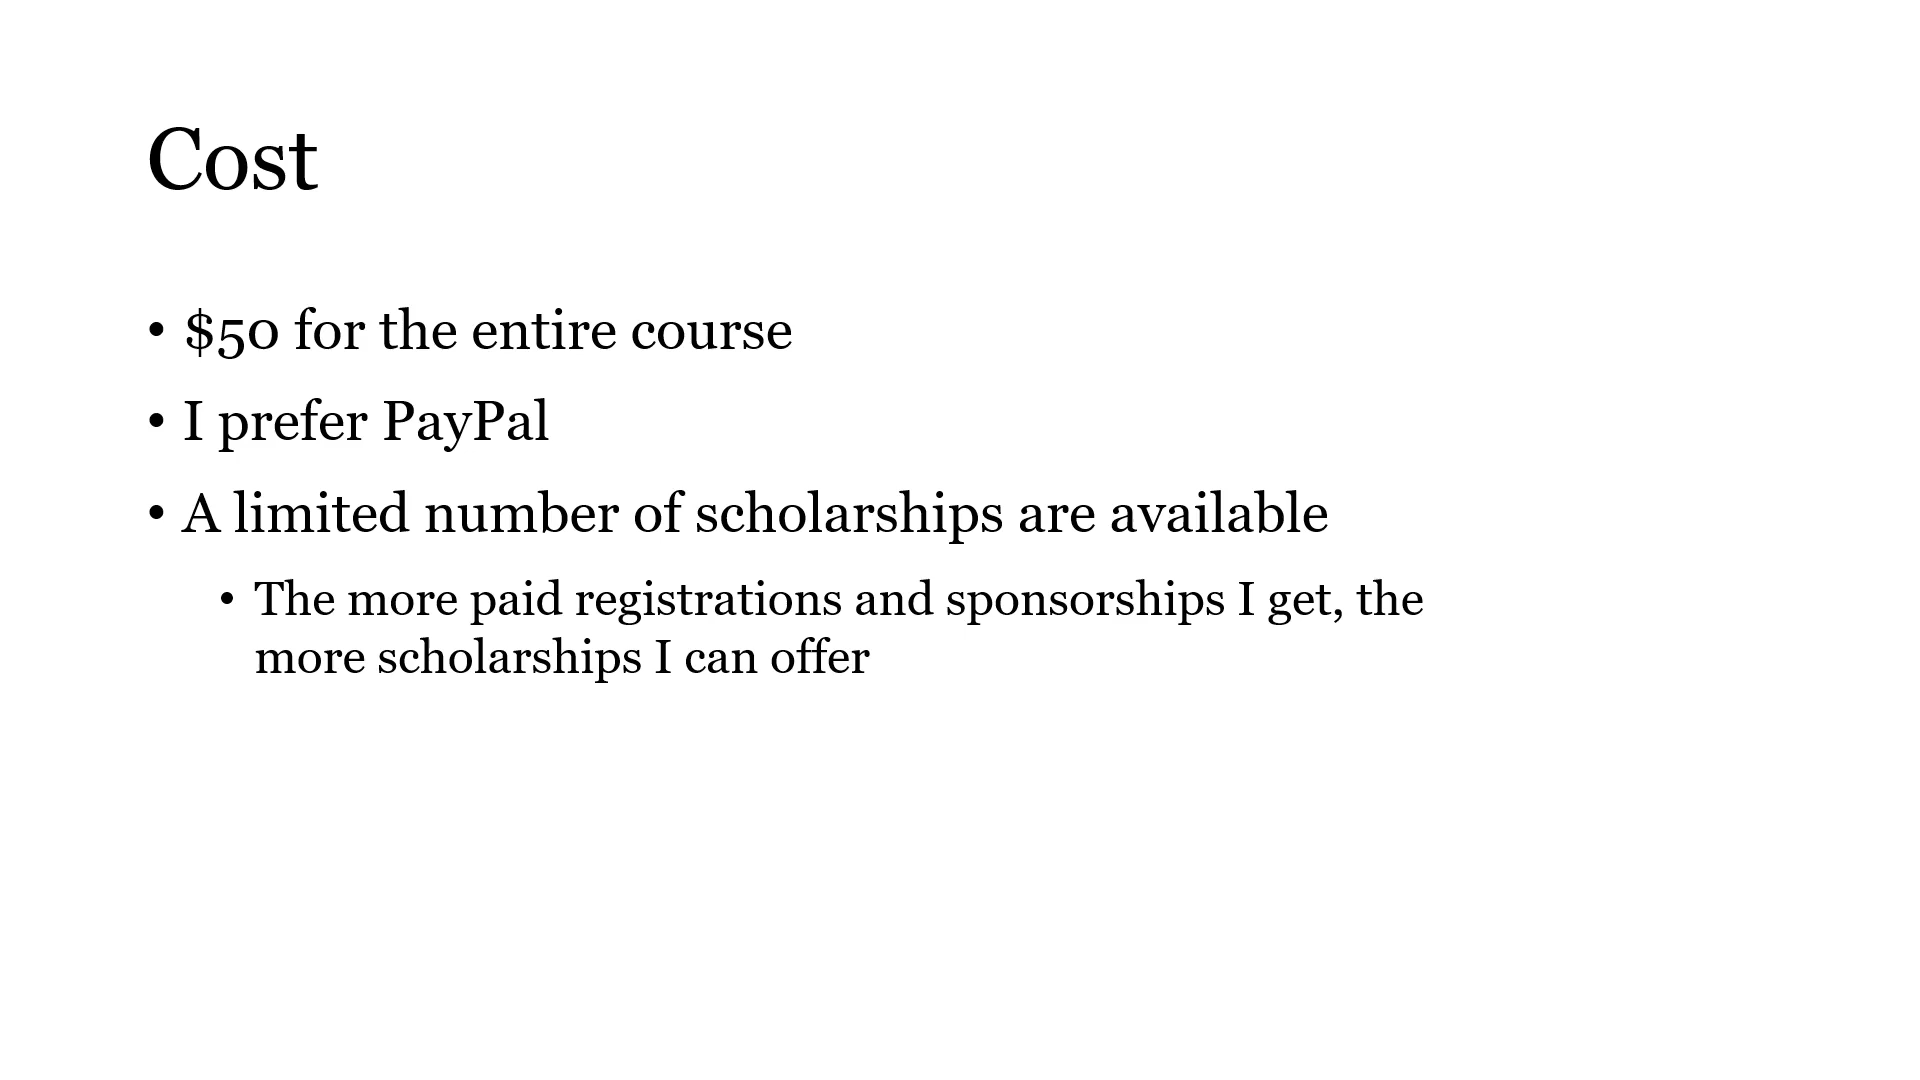 Cost
• $50 for the entire course
• I prefer PayPal
• A limited number of scholarships are available
• The more paid registrations and sponsorships I get, the
more scholarships I can offer